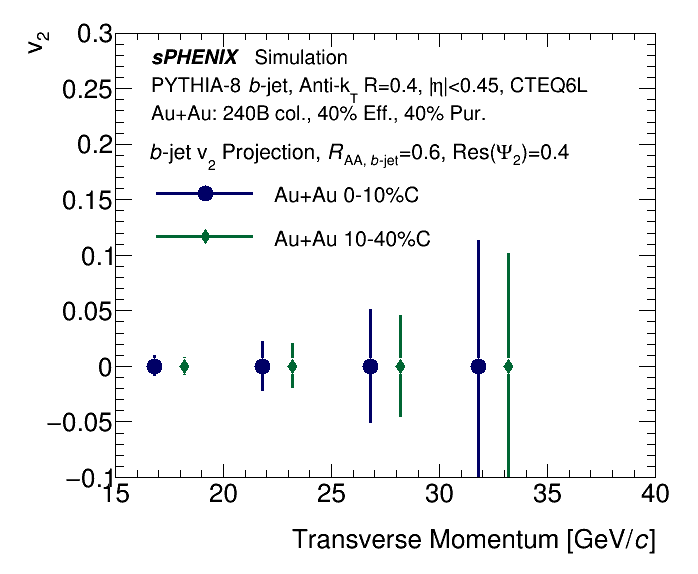 v2
0.3
sPHENIX Simulation
PYTHIA-8 b-jet, Anti-kT R=0.4, |η|<0.45, CTEQ6L
0.25
Au+Au: 240B col., 40% Eff., 40% Pur.
0.2
b-jet v2 Projection, RAA, b-jet=0.6, Res(Ψ2)=0.4
0.15
Au+Au 0-10%C
Au+Au 10-40%C
0.1
0.05
0
−0.05
−0.1
15 20 25 30 35 40
Transverse Momentum [GeV/c]